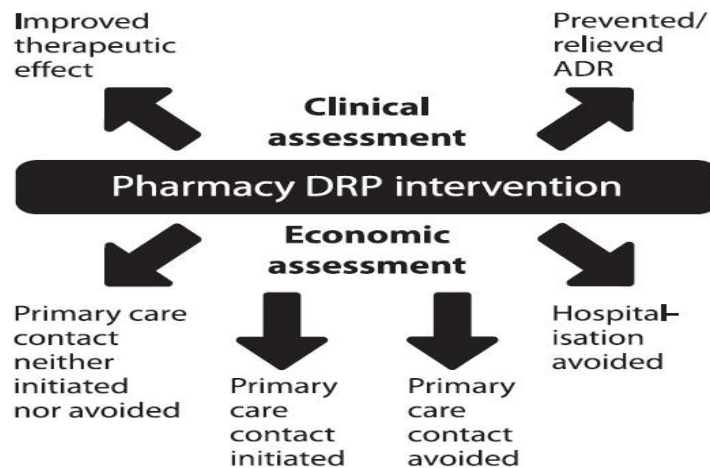 Improved
therapeutic
effect
Prevented/
relieved
ADR
Clinical
assessment
Pharmacy DRP intervention
Economic
assessment
Primary care
contact
neither
initiated
nor avoided
Primary
care
contact
initiated
Primary
care
contact
avoided
Hospital-
isation
avoided